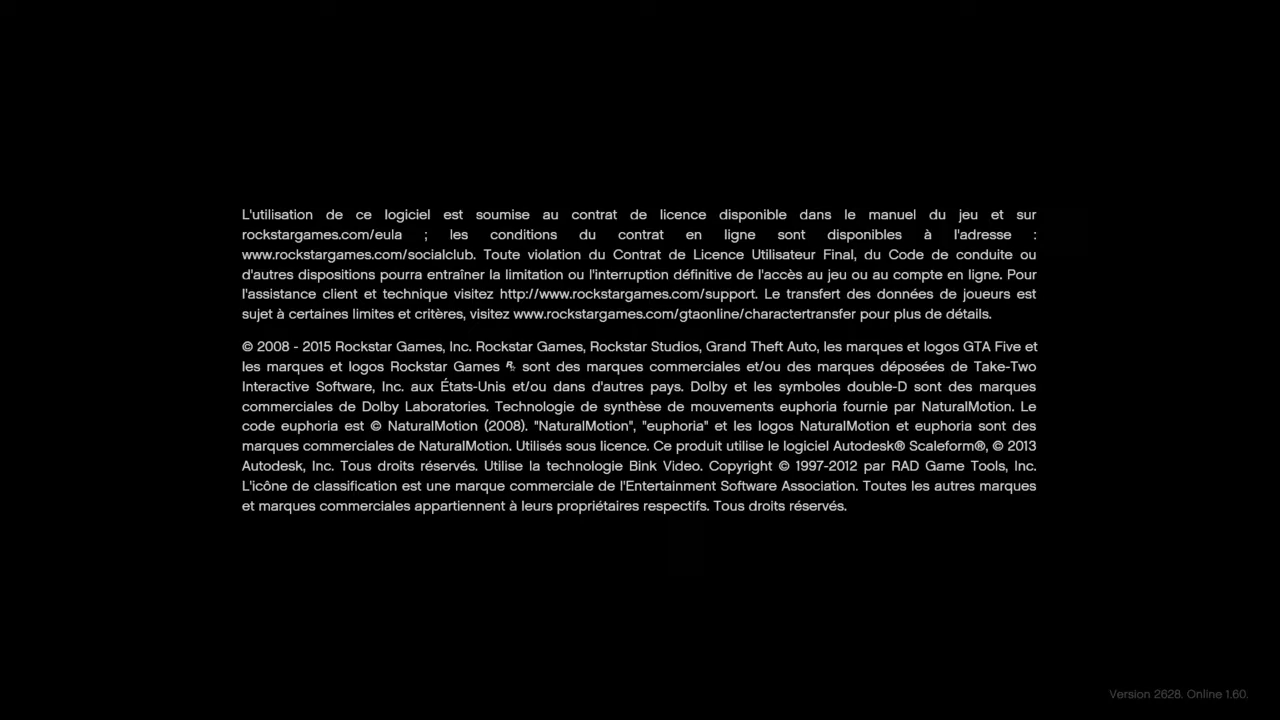 L'utilisation de ce logiciel est soumise au contrat de licence disponible dans le manuel du jeu et sur
rockstargames.com/eula ; les conditions du contrat en ligne sont disponibles à l'adresse :
www.rockstargames.com/socialclub. Toute violation du Contrat de Licence Utilisateur Final, du Code de conduite ou
d'autres dispositions pourra entraîner la limitation ou l'interruption définitive de l'accès au jeu ou au compte en ligne. Pour
l'assistance client et technique visitez http://www.rockstargames.com/support. Le transfert des données de joueurs est
sujet à certaines limites et critères, visitez www.rockstargames.com/gtaonline/charactertransfer pour plus de détails.
© 2008 - 2015 Rockstar Games, Inc. Rockstar Games, Rockstar Studios, Grand Theft Auto, les marques et logos GTA Five et
les marques et logos Rockstar Games R* sont des marques commerciales et/ou des marques déposées de Take-Two
Interactive Software, Inc. aux États-Unis et/ou dans d'autres pays. Dolby et les symboles double-D sont des marques
commerciales de Dolby Laboratories. Technologie de synthèse de mouvements euphoria fournie par NaturalMotion. Le
code euphoria est © NaturalMotion (2008). "NaturalMotion", "euphoria" et les logos NaturalMotion et euphoria sont des
marques commerciales de NaturalMotion. Utilisés sous licence. Ce produit utilise le logiciel Autodesk® Scaleform®, © 2013
Autodesk, Inc. Tous droits réservés. Utilise la technologie Bink Video. Copyright © 1997-2012 par RAD Game Tools, Inc.
L'icône de classification est une marque commerciale de l'Entertainment Software Association. Toutes les autres marques
et marques commerciales appartiennent à leurs propriétaires respectifs. Tous droits réservés.
Version 2628. Online 1.60.